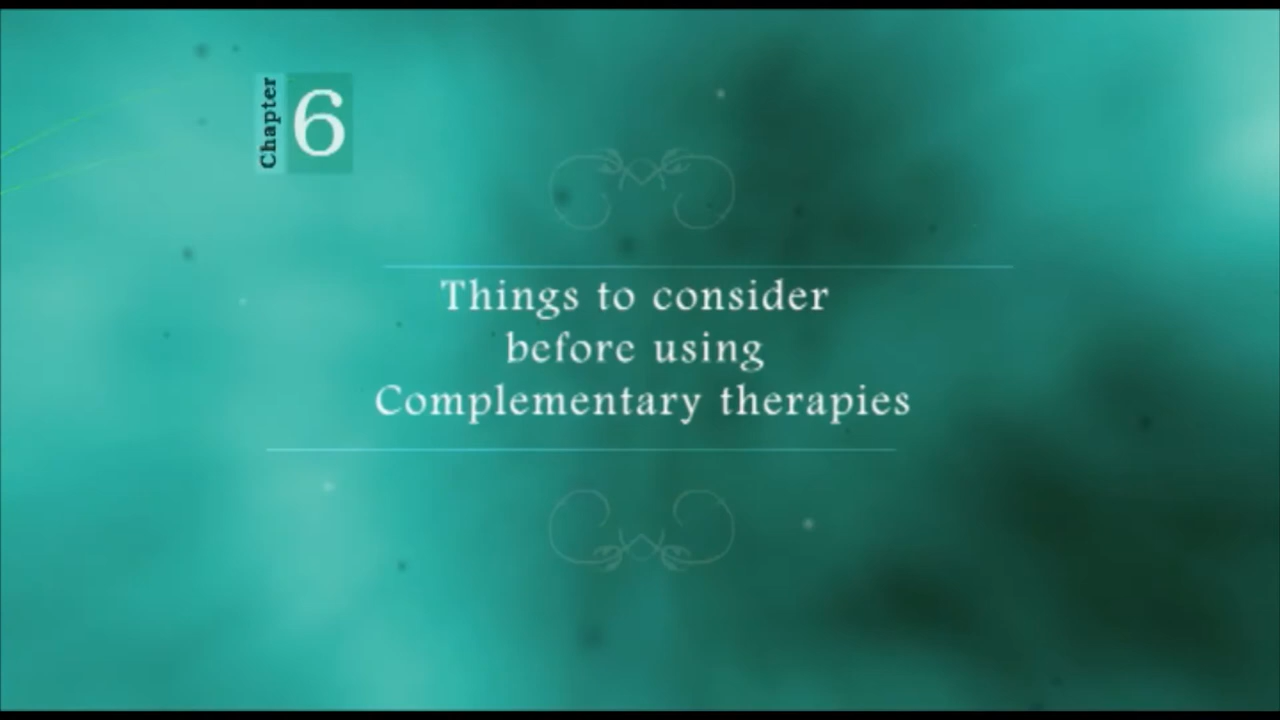 Chapter 6
Things to consider
before using
Complementary therapies